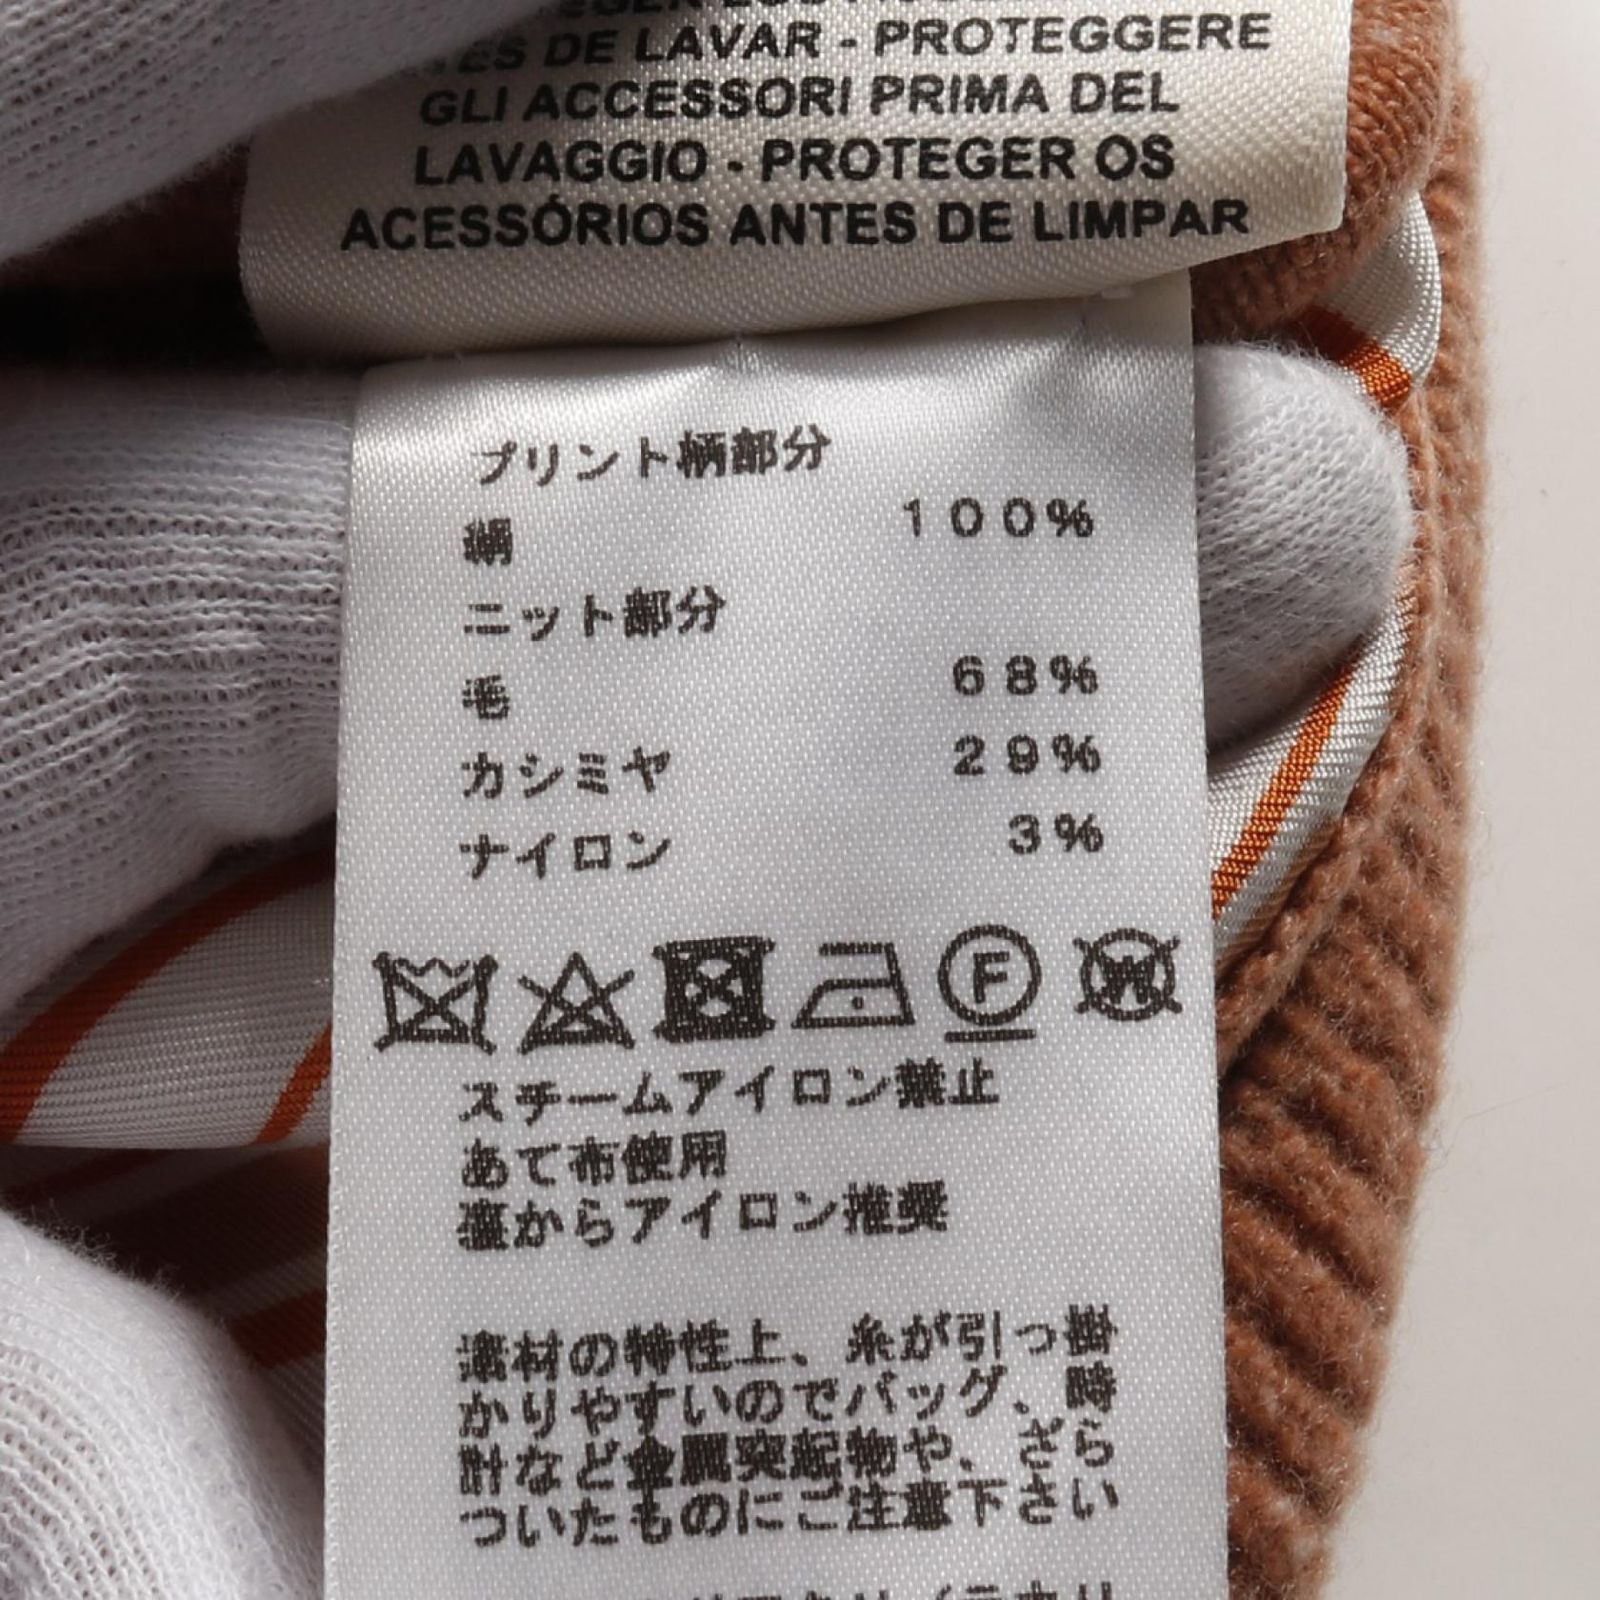 DE LAVAR - PROTEGGERE
GLI ACCESSORI PRIMA DEL
LAVAGGIO - PROTEGER OS
ACESSÓRIOS ANTES DE LIMPAR
プリント柄部分
絹 100%
ニット部分
毛 68%
カシミヤ 29%
ナイロン 3%
F W
スチームアイロン禁止
あて布使用
裏からアイロン推奨
素材の特性上、糸が引っ掛
かりやすいのでバッグ、時
計など金属突起物や、ざら
ついたものにご注意下さい